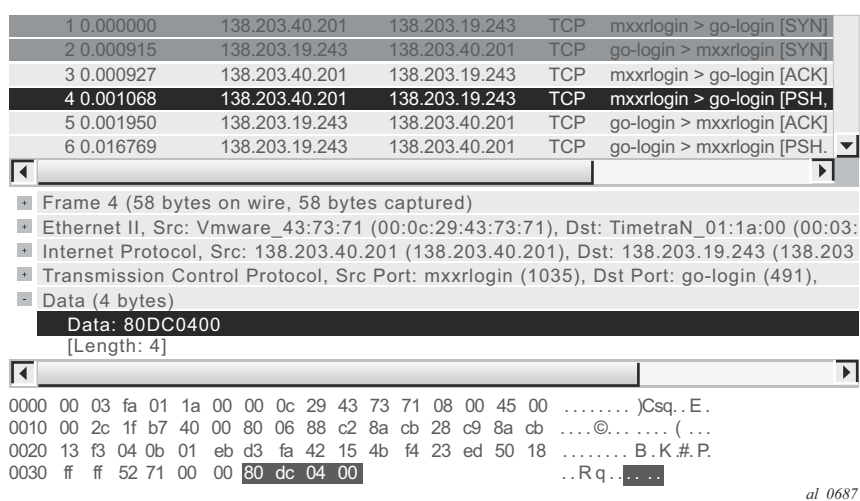 1 0.000000 138.203.40.201 138.203.19.243 TCP mxxrlogin > go-login [SYN]
2 0.000915 138.203.19.243 138.203.40.201 TCP go-login > mxxrlogin [SYN]
3 0.000927 138.203.40.201 138.203.19.243 TCP mxxrlogin > go-login [ACK]
4 0.001068 138.203.40.201 138.203.19.243 TCP mxxrlogin > go-login [PSH,
5 0.001950 138.203.19.243 138.203.40.201 TCP go-login > mxxrlogin [ACK]
6 0.016769 138.203.19.243 138.203.40.201 TCP go-login > mxxrlogin [PSH.
+ Frame 4 (58 bytes on wire, 58 bytes captured)
+ Ethernet II, Src: Vmware_43:73:71 (00:0c:29:43:73:71), Dst: TimetraN_01:1a:00 (00:03:
+ Internet Protocol, Src: 138.203.40.201 (138.203.40.201), Dst: 138.203.19.243 (138.203
+ Transmission Control Protocol, Src Port: mxxrlogin (1035), Dst Port: go-login (491),
- Data (4 bytes)
Data: 80DC0400
[Length: 4]
0000 00 03 fa 01 1a 00 00 0c 29 43 73 71 08 00 45 00 ........ )Csq..E.
0010 00 2c 1f b7 40 00 80 06 88 c2 8a cb 28 c9 8a cb ....©... .... (...
0020 13 f3 04 0b 01 eb d3 fa 42 15 4b f4 23 ed 50 18 ........ B.K.#.P.
0030 ff ff 52 71 00 00 80 dc 04 00 ..Rq.. .. ..
al_0687